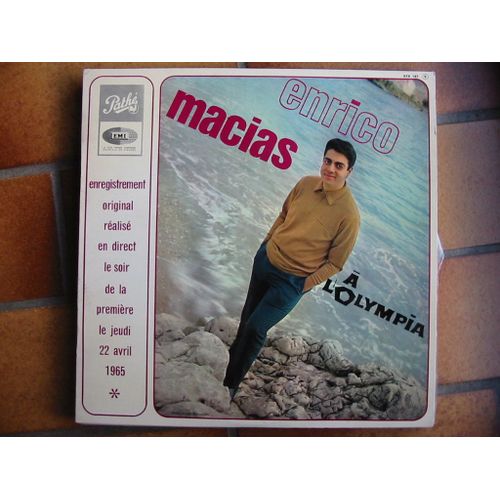 Pathé
EMI
enregistrement
original
réalisé
en direct
le soir
de la
première
le jeudi
22 avril
1965
*
enrico
macias
À
L'OLYMPIA